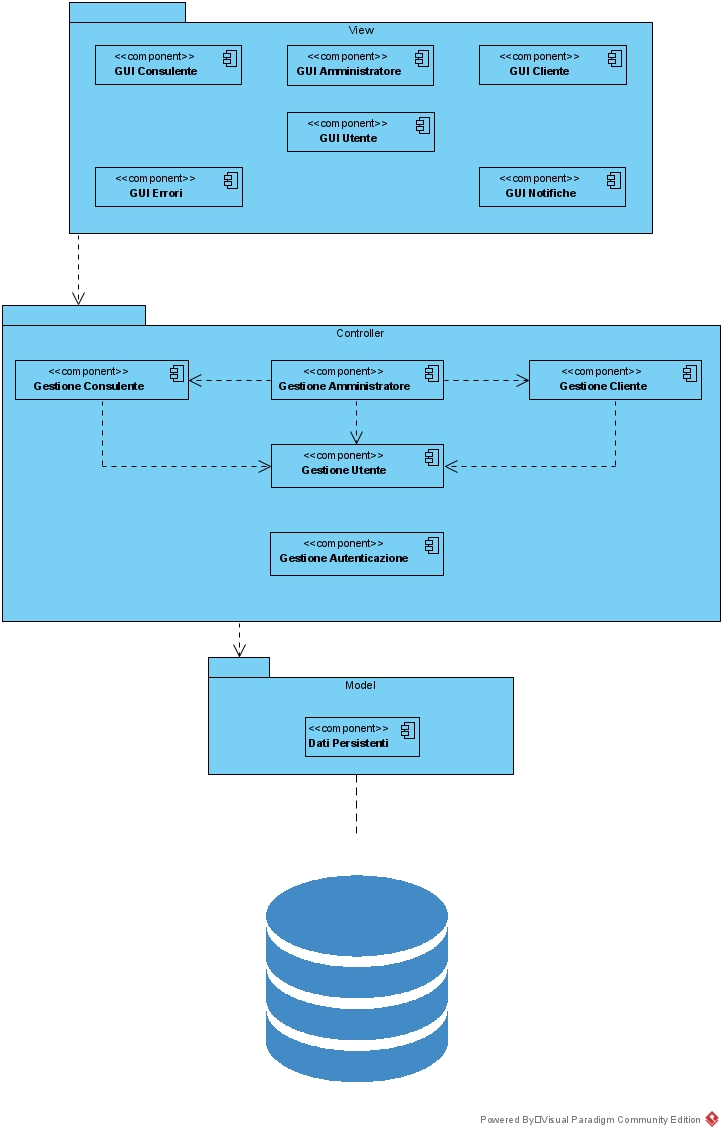 View
<<component>>
GUI Consulente
<<component>>
GUI Amministratore
<<component>>
GUI Cliente
<<component>>
GUI Utente
<<component>>
GUI Errori
<<component>>
GUI Notifiche
Controller
<<component>>
Gestione Consulente
<<component>>
Gestione Amministratore
<<component>>
Gestione Cliente
<<component>>
Gestione Utente
<<component>>
Gestione Autenticazione
Model
<<component>>
Dati Persistenti
Powered By□Visual Paradigm Community Edition